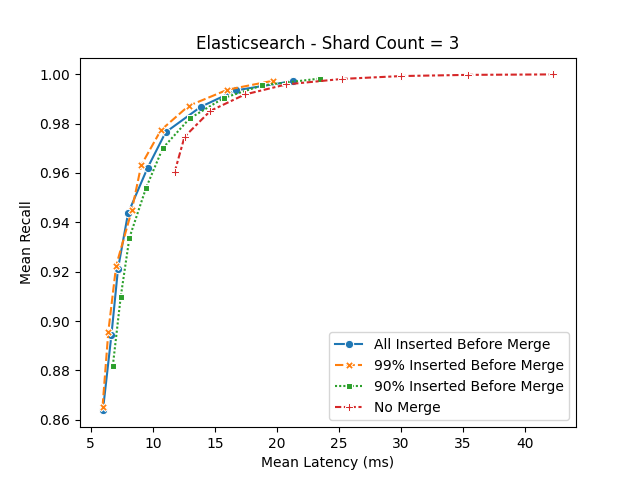 Elasticsearch - Shard Count = 3
1.00
0.98
0.96
0.94
0.92
0.90
0.88
0.86
Mean Recall
All Inserted Before Merge
99% Inserted Before Merge
90% Inserted Before Merge
No Merge
5 10 15 20 25 30 35 40
Mean Latency (ms)